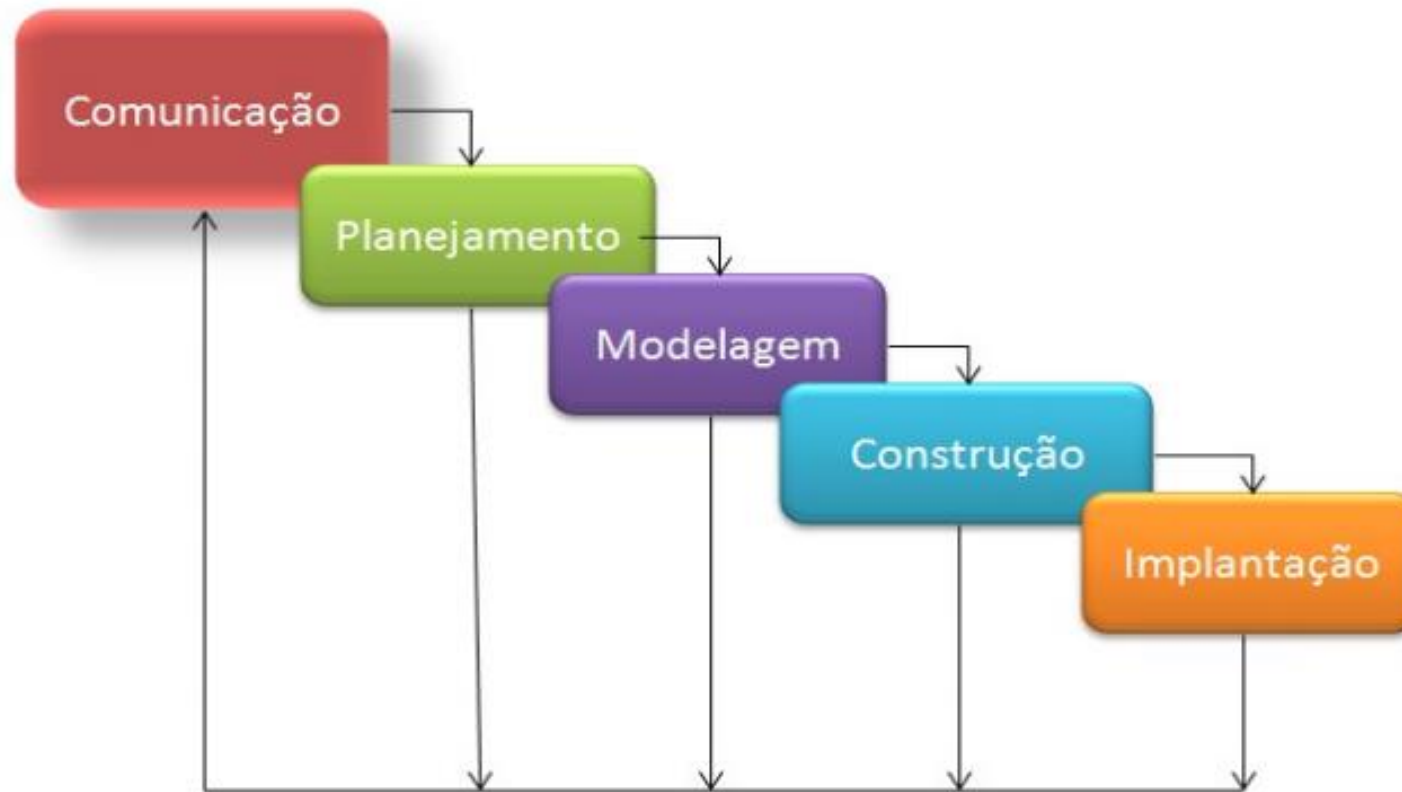 Comunicação
Planejamento
Modelagem
Construção
Implantação